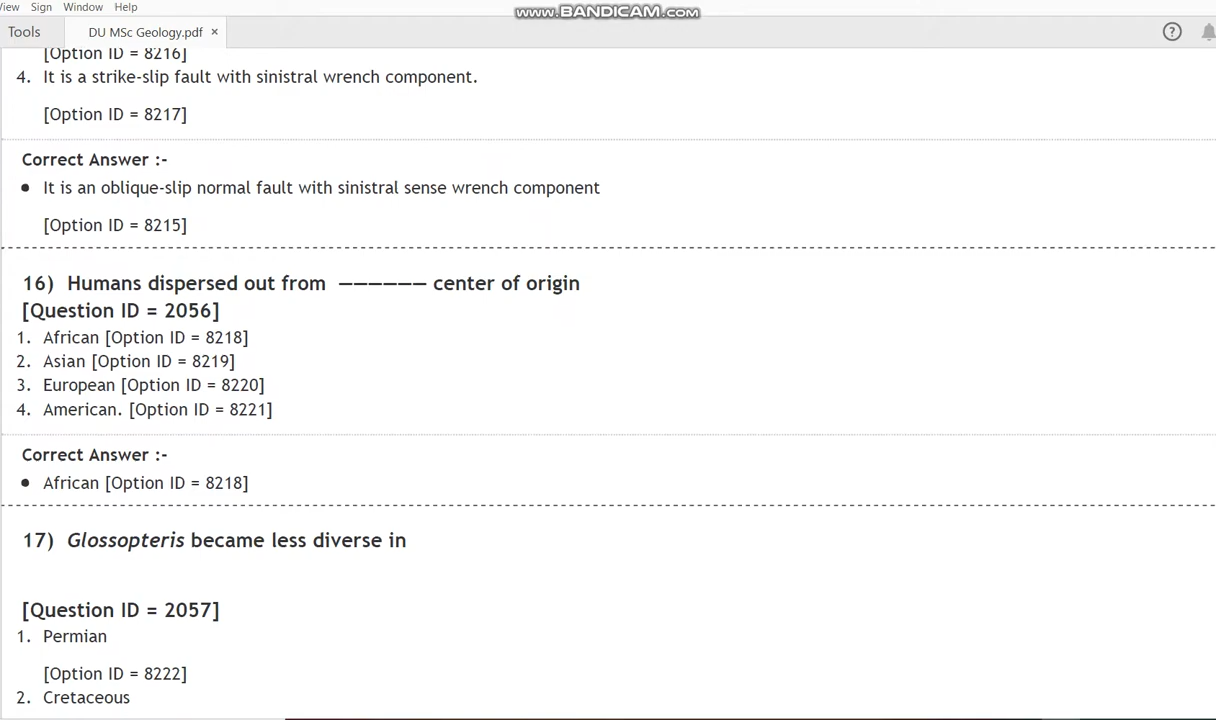 View Sign Window Help
www.BANDICAM.com
Tools DU MSc Geology.pdf ×
[Option ID = 8216]
4. It is a strike-slip fault with sinistral wrench component.
[Option ID = 8217]
Correct Answer :-
• It is an oblique-slip normal fault with sinistral sense wrench component
[Option ID = 8215]
16) Humans dispersed out from —————— center of origin
[Question ID = 2056]
1. African [Option ID = 8218]
2. Asian [Option ID = 8219]
3. European [Option ID = 8220]
4. American. [Option ID = 8221]
Correct Answer :-
• African [Option ID = 8218]
17) Glossopteris became less diverse in
[Question ID = 2057]
1. Permian
[Option ID = 8222]
2. Cretaceous